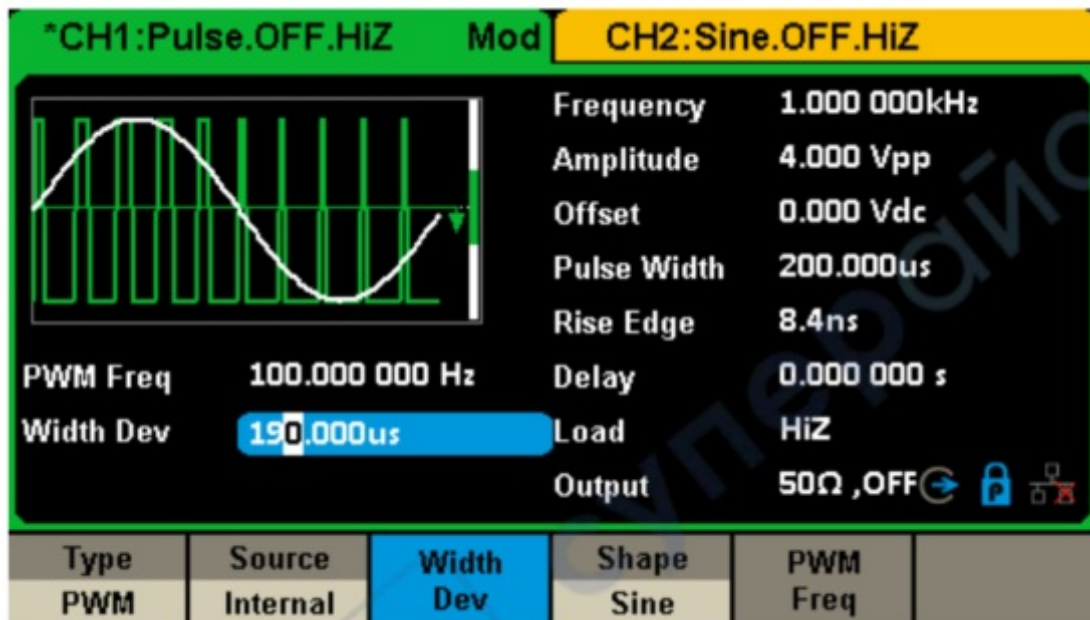 *CH1:Pulse.OFF.HiZ Mod CH2:Sine.OFF.HiZ
Frequency 1.000 000kHz
Amplitude 4.000 Vpp
Offset 0.000 Vdc
Pulse Width 200.000us
Rise Edge 8.4ns
PWM Freq 100.000 000 Hz Delay 0.000 000 s
Width Dev 190.000us Load HiZ
Output 50Ω ,OFF P
Type Source Width Dev Shape PWM Freq
PWM Internal Sine
суперайс